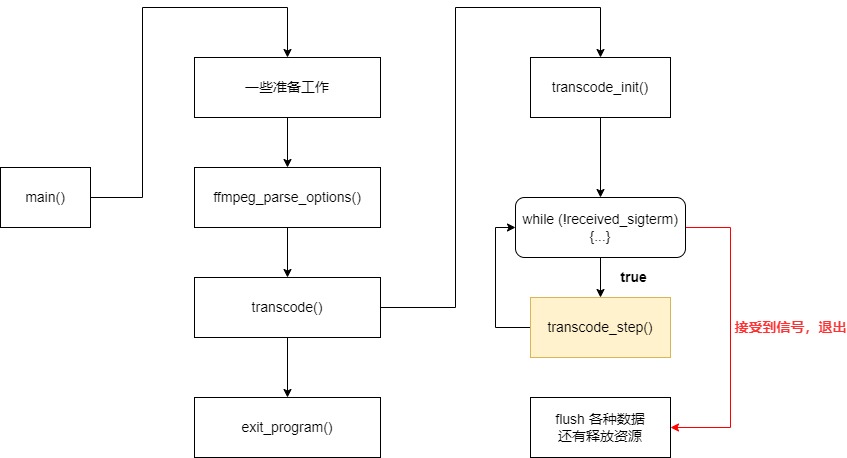 main()
一些准备工作
ffmpeg_parse_options()
transcode()
exit_program()
transcode_init()
while (!received_sigterm)
{...}
true
transcode_step()
接受到信号，退出
flush 各种数据
还有释放资源